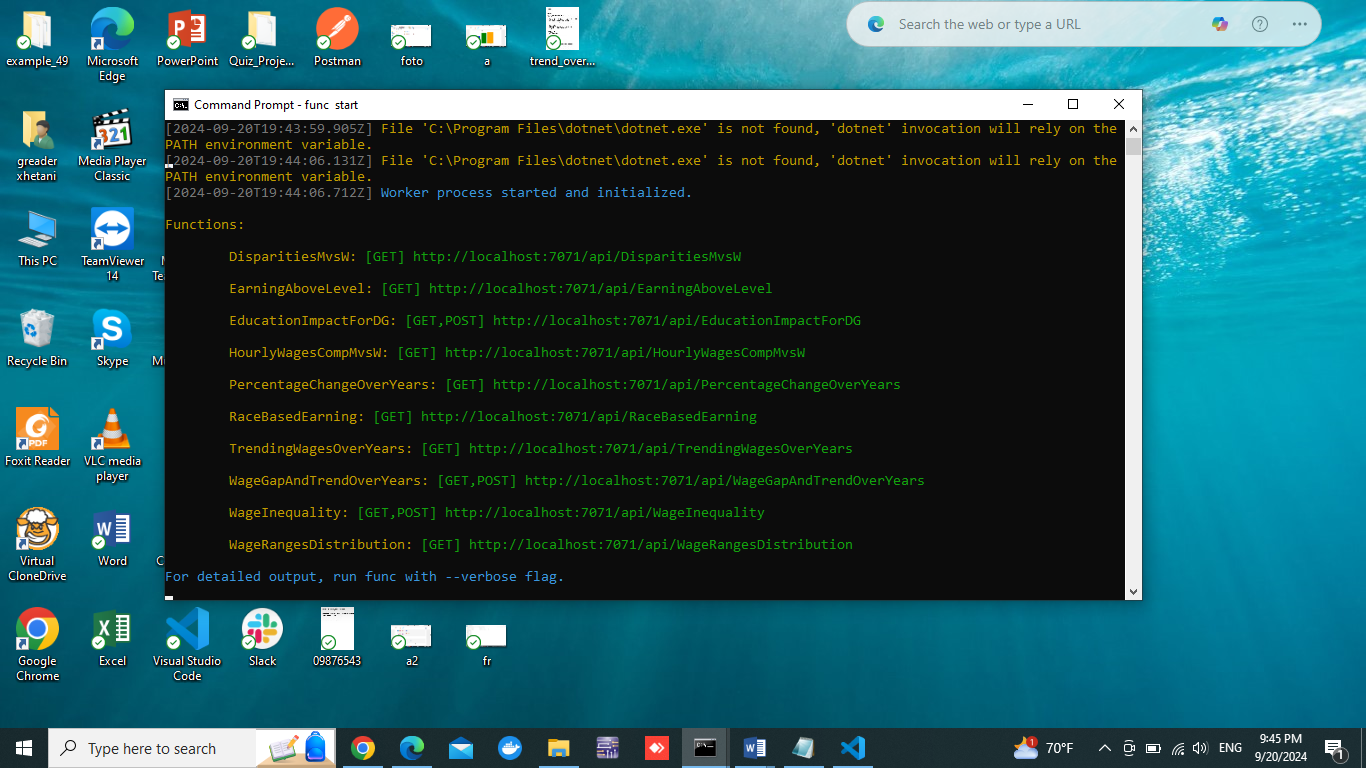 example_49
Microsoft
Edge
PowerPoint
Quiz_Proje...
Postman
foto
a
trend_over...
Search the web or type a URL
greader
xhetani
Media Player
Classic
This PC
TeamViewer
14
Recycle Bin
Skype
Foxit Reader
VLC media
player
Virtual
CloneDrive
Word
Google
Chrome
Excel
Visual Studio
Code
Slack
09876543
a2
fr
Command Prompt - func  start
[2024-09-20T19:43:59.905Z] File 'C:\Program Files\dotnet\dotnet.exe' is not found, 'dotnet' invocation will rely on the
PATH environment variable.
[2024-09-20T19:44:06.131Z] File 'C:\Program Files\dotnet\dotnet.exe' is not found, 'dotnet' invocation will rely on the
PATH environment variable.
[2024-09-20T19:44:06.712Z] Worker process started and initialized.
Functions:
DisparitiesMvsW: [GET] http://localhost:7071/api/DisparitiesMvsW
EarningAboveLevel: [GET] http://localhost:7071/api/EarningAboveLevel
EducationImpactForDG: [GET,POST] http://localhost:7071/api/EducationImpactForDG
HourlyWagesCompMvsW: [GET] http://localhost:7071/api/HourlyWagesCompMvsW
PercentageChangeOverYears: [GET] http://localhost:7071/api/PercentageChangeOverYears
RaceBasedEarning: [GET] http://localhost:7071/api/RaceBasedEarning
TrendingWagesOverYears: [GET] http://localhost:7071/api/TrendingWagesOverYears
WageGapAndTrendOverYears: [GET,POST] http://localhost:7071/api/WageGapAndTrendOverYears
WageInequality: [GET,POST] http://localhost:7071/api/WageInequality
WageRangesDistribution: [GET] http://localhost:7071/api/WageRangesDistribution
For detailed output, run func with --verbose flag.
Type here to search
70°F
ENG
9:45 PM
9/20/2024